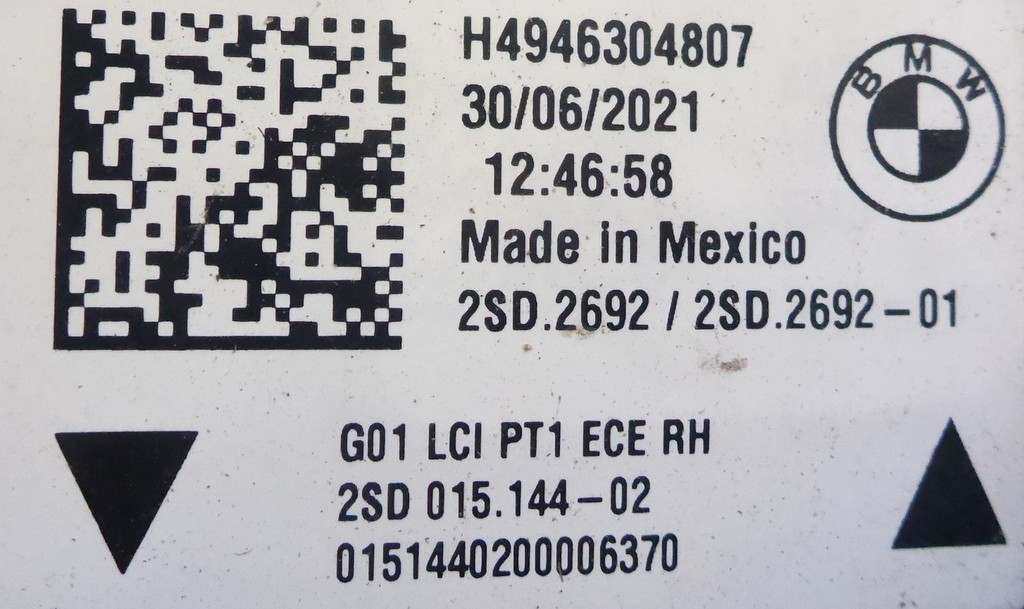 H4946304807
30/06/2021
12:46:58
Made in Mexico
2SD.2692 / 2SD.2692-01
BMW
G01 LCI PT1 ECE RH
2SD 015.144-02
0151440200006370